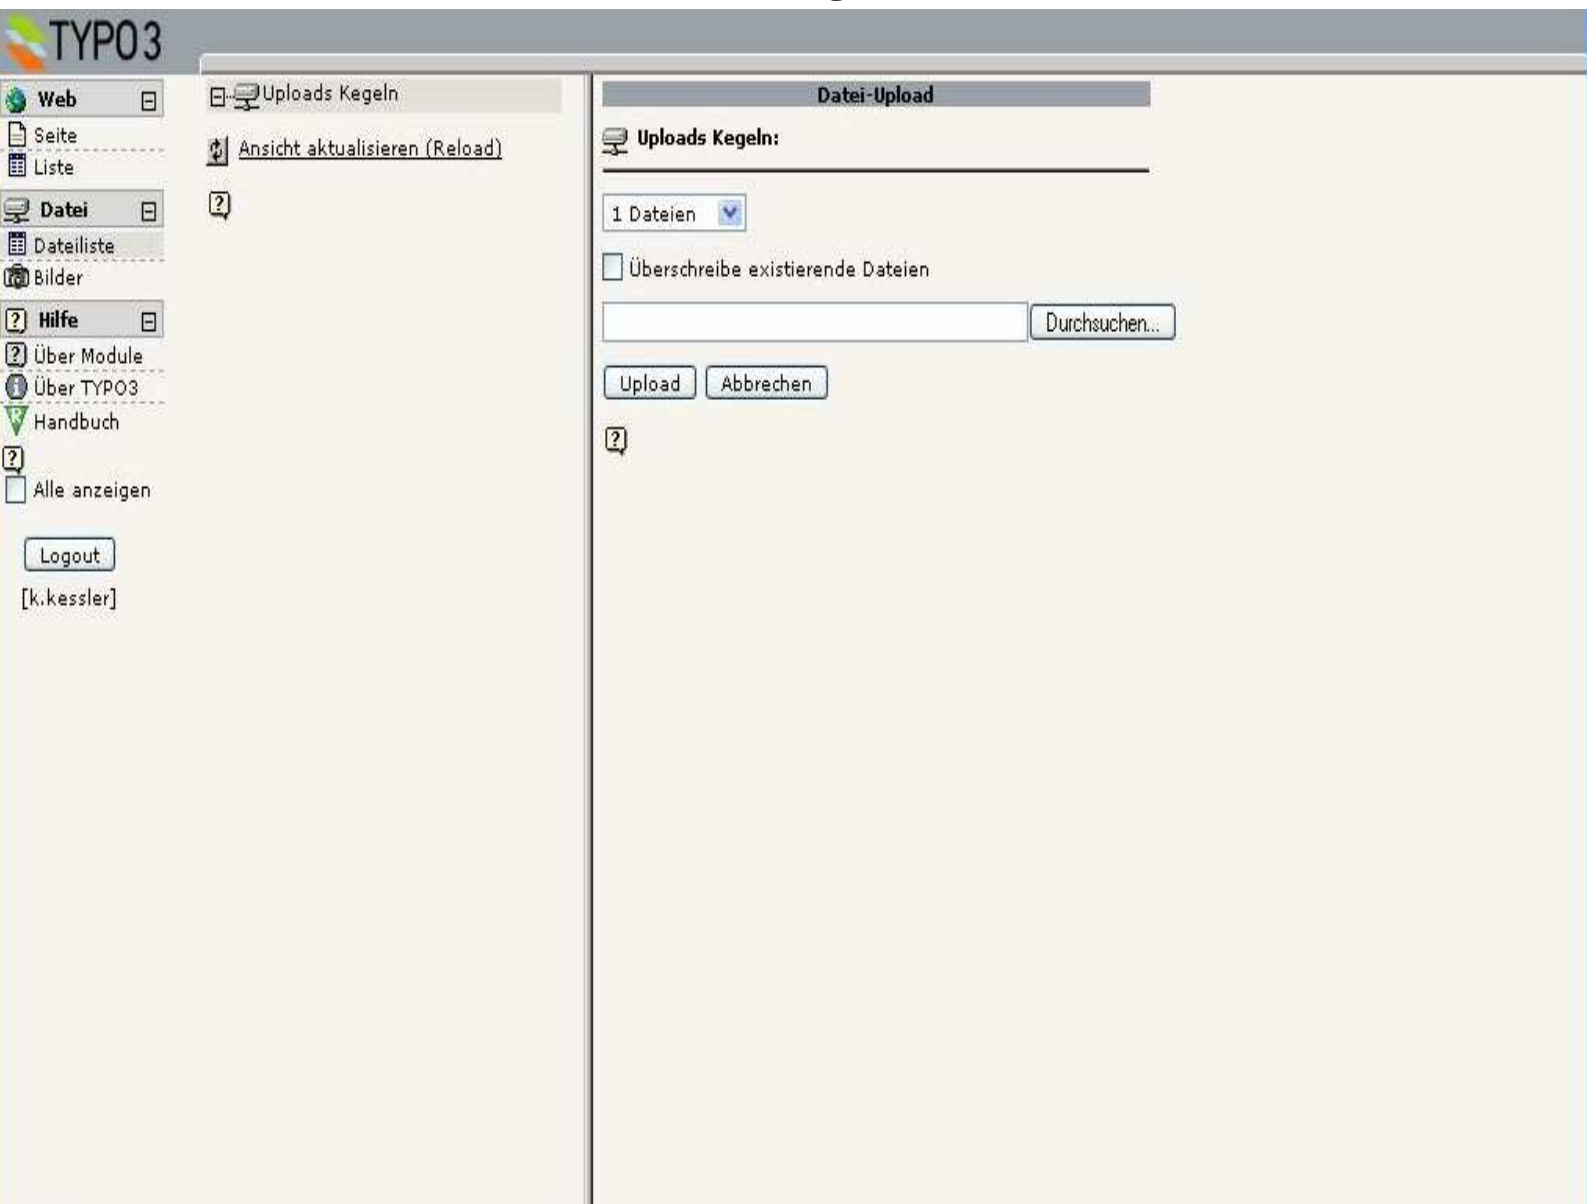 TYPO3
Web
Seite
Liste
Datei
Dateiliste
Bilder
Hilfe
Über Module
Über TYPO3
Handbuch
Alle anzeigen
Logout
[k.kessler]
Uploads Kegeln
Ansicht aktualisieren (Reload)
Datei-Upload
Uploads Kegeln:
1 Dateien
Überschreibe existierende Dateien
Durchsuchen...
Upload Abbrechen